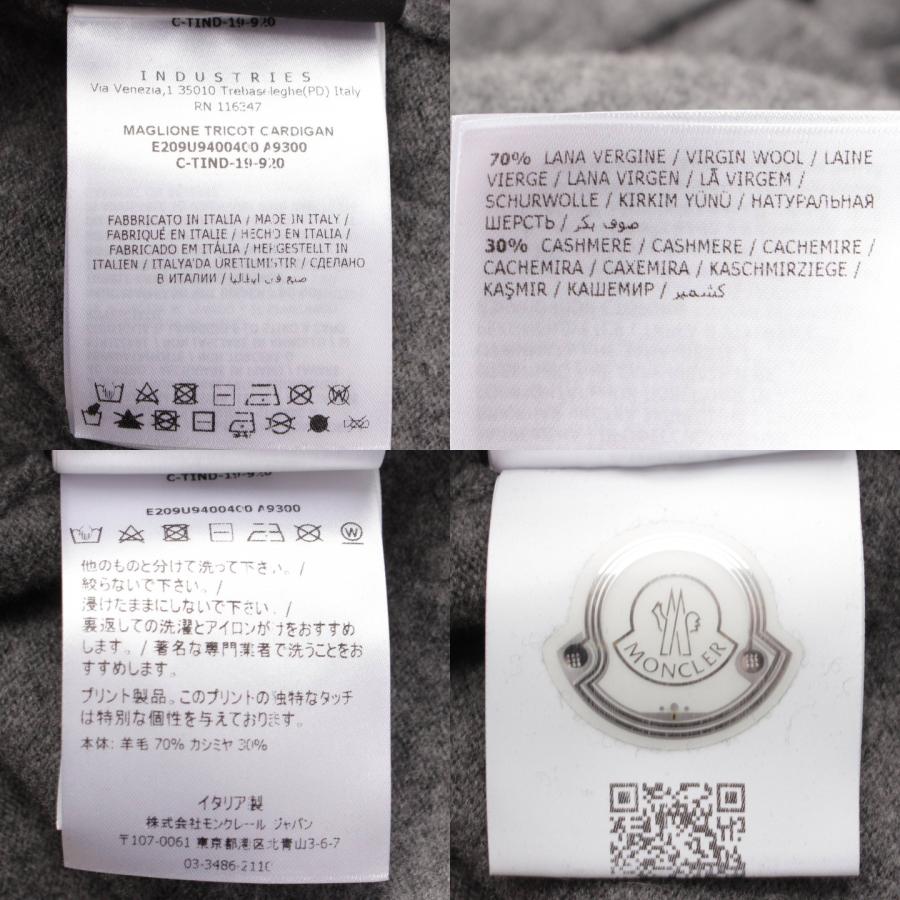 C-TIND-19-920
INDUSTRIES
Via Venezia,1 35010 Trebaseleghe(PD) Italy
RN 116347
MAGLIONE TRICOT CARDIGAN
E209U9400400 A9300
C-TIND-19-920
FABBRICATO IN ITALIA / MADE IN ITALY /
FABRIQUÉ EN ITALIE / HECHO EN ITALIA /
FABRICADO EM ITÁLIA / HERGESTELLT IN
ITALIEN / ITALYA'DA ÜRETILMISTIR / СДЕЛАНО
В ИТАЛИИ / صنع في ايطاليا
70% LANA VERGINE / VIRGIN WOOL / LAINE
VIERGE / LANA VIRGEN / LÃ VIRGEM /
SCHURWOLLE / KIRKIM YÜNÜ / НАТУРАЛЬНАЯ
ШЕРСТЬ / صوف بكر
30% CASHMERE / CASHMERE / CACHEMIRE /
CACHEMIRA / CAXEMIRA / KASCHMIRZIEGE /
KAŞMIR / КАШЕМИР / كشمير
C-TIND-19-920
E209U9400400 A9300
W
他のものと分けて洗って下さい。 /
絞らないで下さい。 /
浸けたままにしないで下さい。 /
裏返しての洗濯とアイロンがけをおすすめ
します。 / 著名な専門業者で洗うことをお
すすめします。
プリント製品。このプリントの独特なタッチ
は特別な個性を与えております。
本体: 羊毛 70% カシミヤ 30%
イタリア製
株式会社モンクレール ジャパン
〒107-0061 東京都港区北青山3-6-7
03-3486-2110
MONCLER